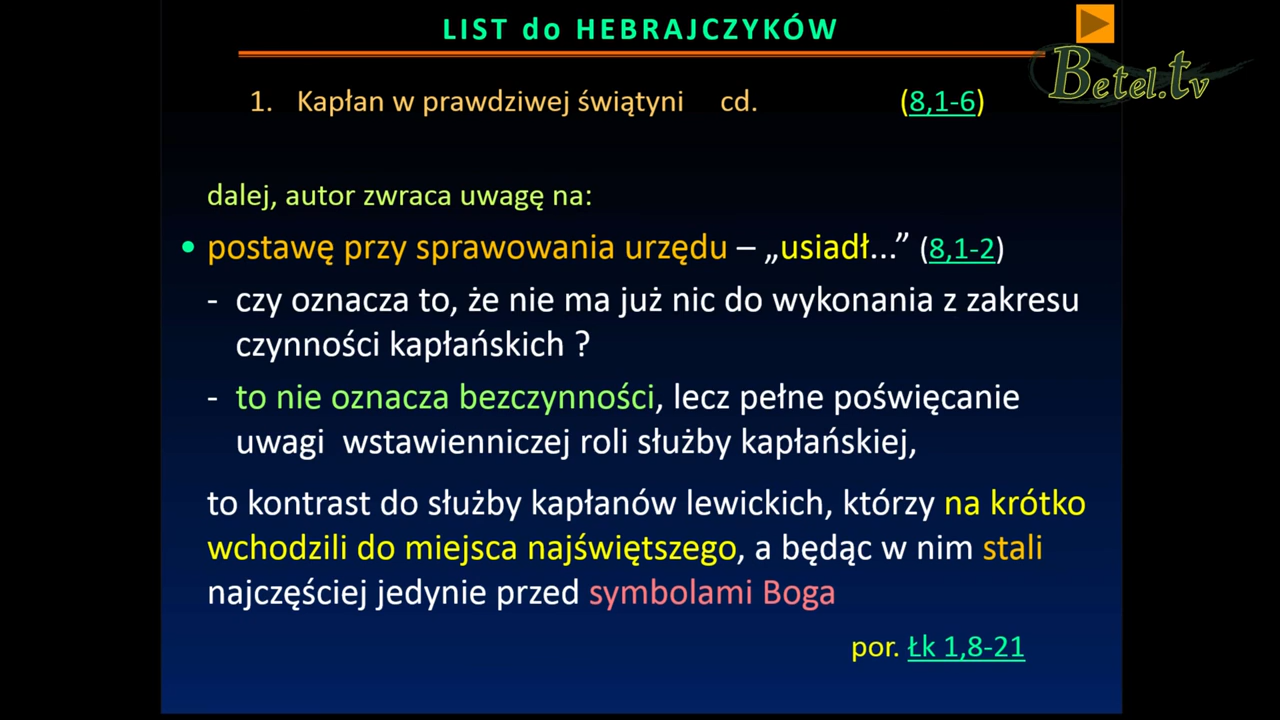 LIST do HEBRAJCZYKÓW
Betel.tv
1. Kapłan w prawdziwej świątyni cd. (8,1-6)
dalej, autor zwraca uwagę na:
• postawę przy sprawowania urzędu – „usiadł...” (8,1-2)
- czy oznacza to, że nie ma już nic do wykonania z zakresu
czynności kapłańskich ?
- to nie oznacza bezczynności, lecz pełne poświęcanie
uwagi wstawienniczej roli służby kapłańskiej,
to kontrast do służby kapłanów lewickich, którzy na krótko
wchodzili do miejsca najświętszego, a będąc w nim stali
najczęściej jedynie przed symbolami Boga
por. Łk 1,8-21